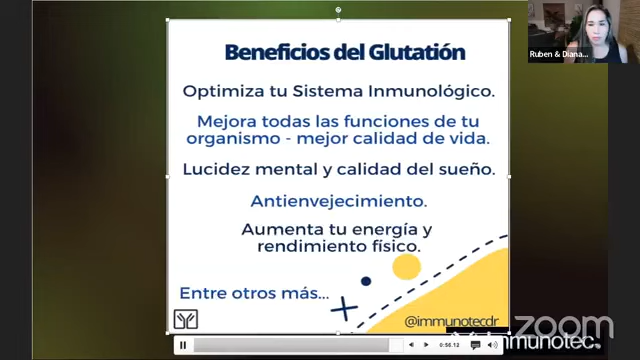 Beneficios del Glutatión
Optimiza tu Sistema Inmunológico.
Mejora todas las funciones de tu
organismo - mejor calidad de vida.
Lucidez mental y calidad del sueño.
Antienvejecimiento.
Aumenta tu energía y
rendimiento físico.
Entre otros más...
@immunotecdr
Ruben & Diana...
0:56.12
zoom
immunotec.